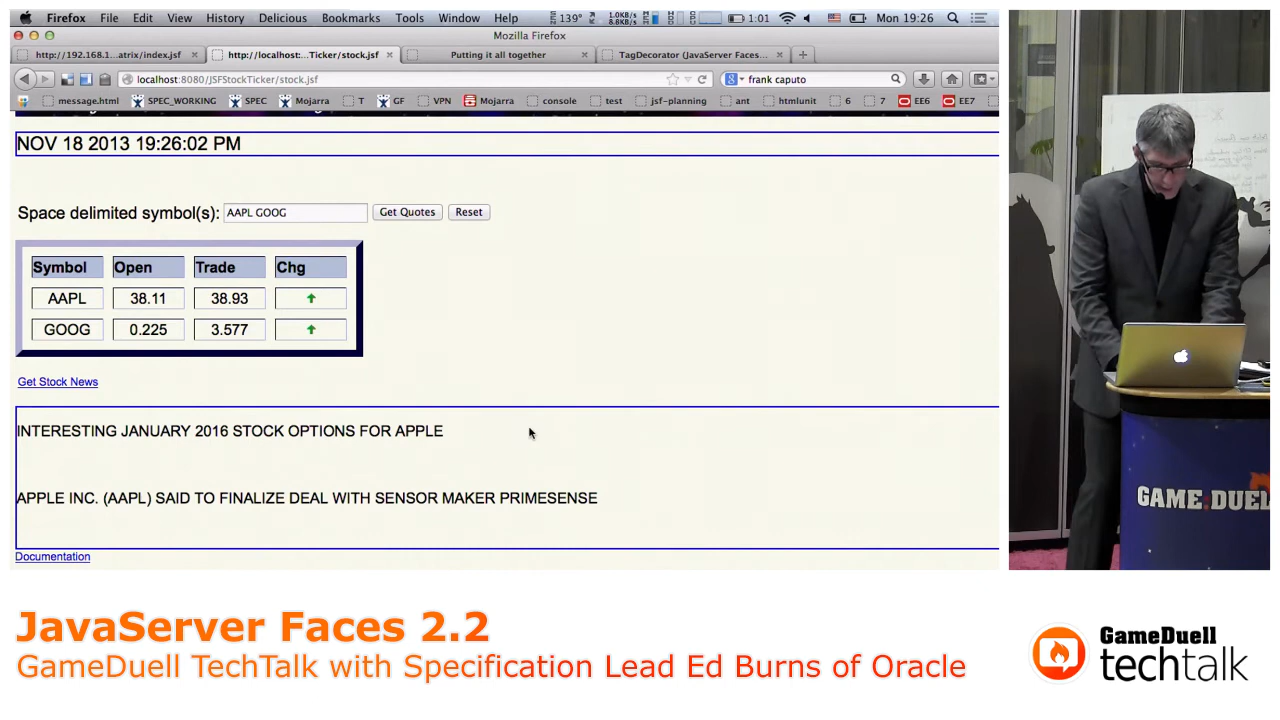 Firefox File Edit View History Delicious Bookmarks Tools Window Help 139° 1.0KB/s 8.8KB/s 1:01 Mon 19:26
Mozilla Firefox
http://192.168.1...atrix/index.jsf http://localhost:...Ticker/stock.jsf Putting it all together TagDecorator (JavaServer Faces...
localhost:8080/JSFStockTicker/stock.jsf frank caputo
message.html SPEC_WORKING SPEC Mojarra T GF VPN Mojarra console test jsf-planning ant htmlunit 6 7 EE6 EE7
NOV 18 2013 19:26:02 PM
Space delimited symbol(s): AAPL GOOG Get Quotes Reset
Symbol Open Trade Chg
AAPL 38.11 38.93
GOOG 0.225 3.577
Get Stock News
INTERESTING JANUARY 2016 STOCK OPTIONS FOR APPLE
APPLE INC. (AAPL) SAID TO FINALIZE DEAL WITH SENSOR MAKER PRIMESENSE
Documentation
GAME:DUEL
JavaServer Faces 2.2
GameDuell TechTalk with Specification Lead Ed Burns of Oracle
GameDuell
techtalk